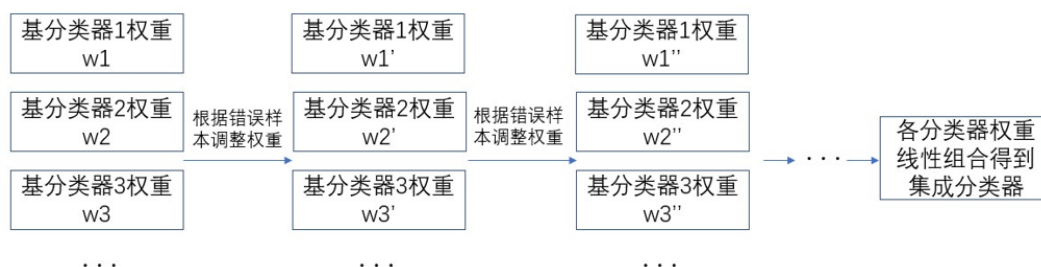 基分类器1权重
w1
基分类器2权重
w2
基分类器3权重
w3
· · ·
根据错误样
本调整权重
基分类器1权重
w1'
基分类器2权重
w2'
基分类器3权重
w3'
· · ·
根据错误样
本调整权重
基分类器1权重
w1''
基分类器2权重
w2''
基分类器3权重
w3''
· · ·
· · ·
各分类器权重
线性组合得到
集成分类器